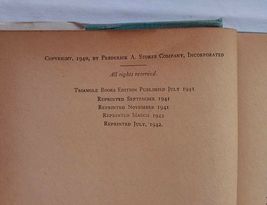 COPYRIGHT, 1940, BY FREDERICK A. STOKES COMPANY, INCORPORATED
All rights reserved.
TRIANGLE BOOKS EDITION PUBLISHED JULY 1941
REPRINTED SEPTEMBER 1941
REPRINTED NOVEMBER 1941
REPRINTED MARCH 1942
REPRINTED JULY, 1942.